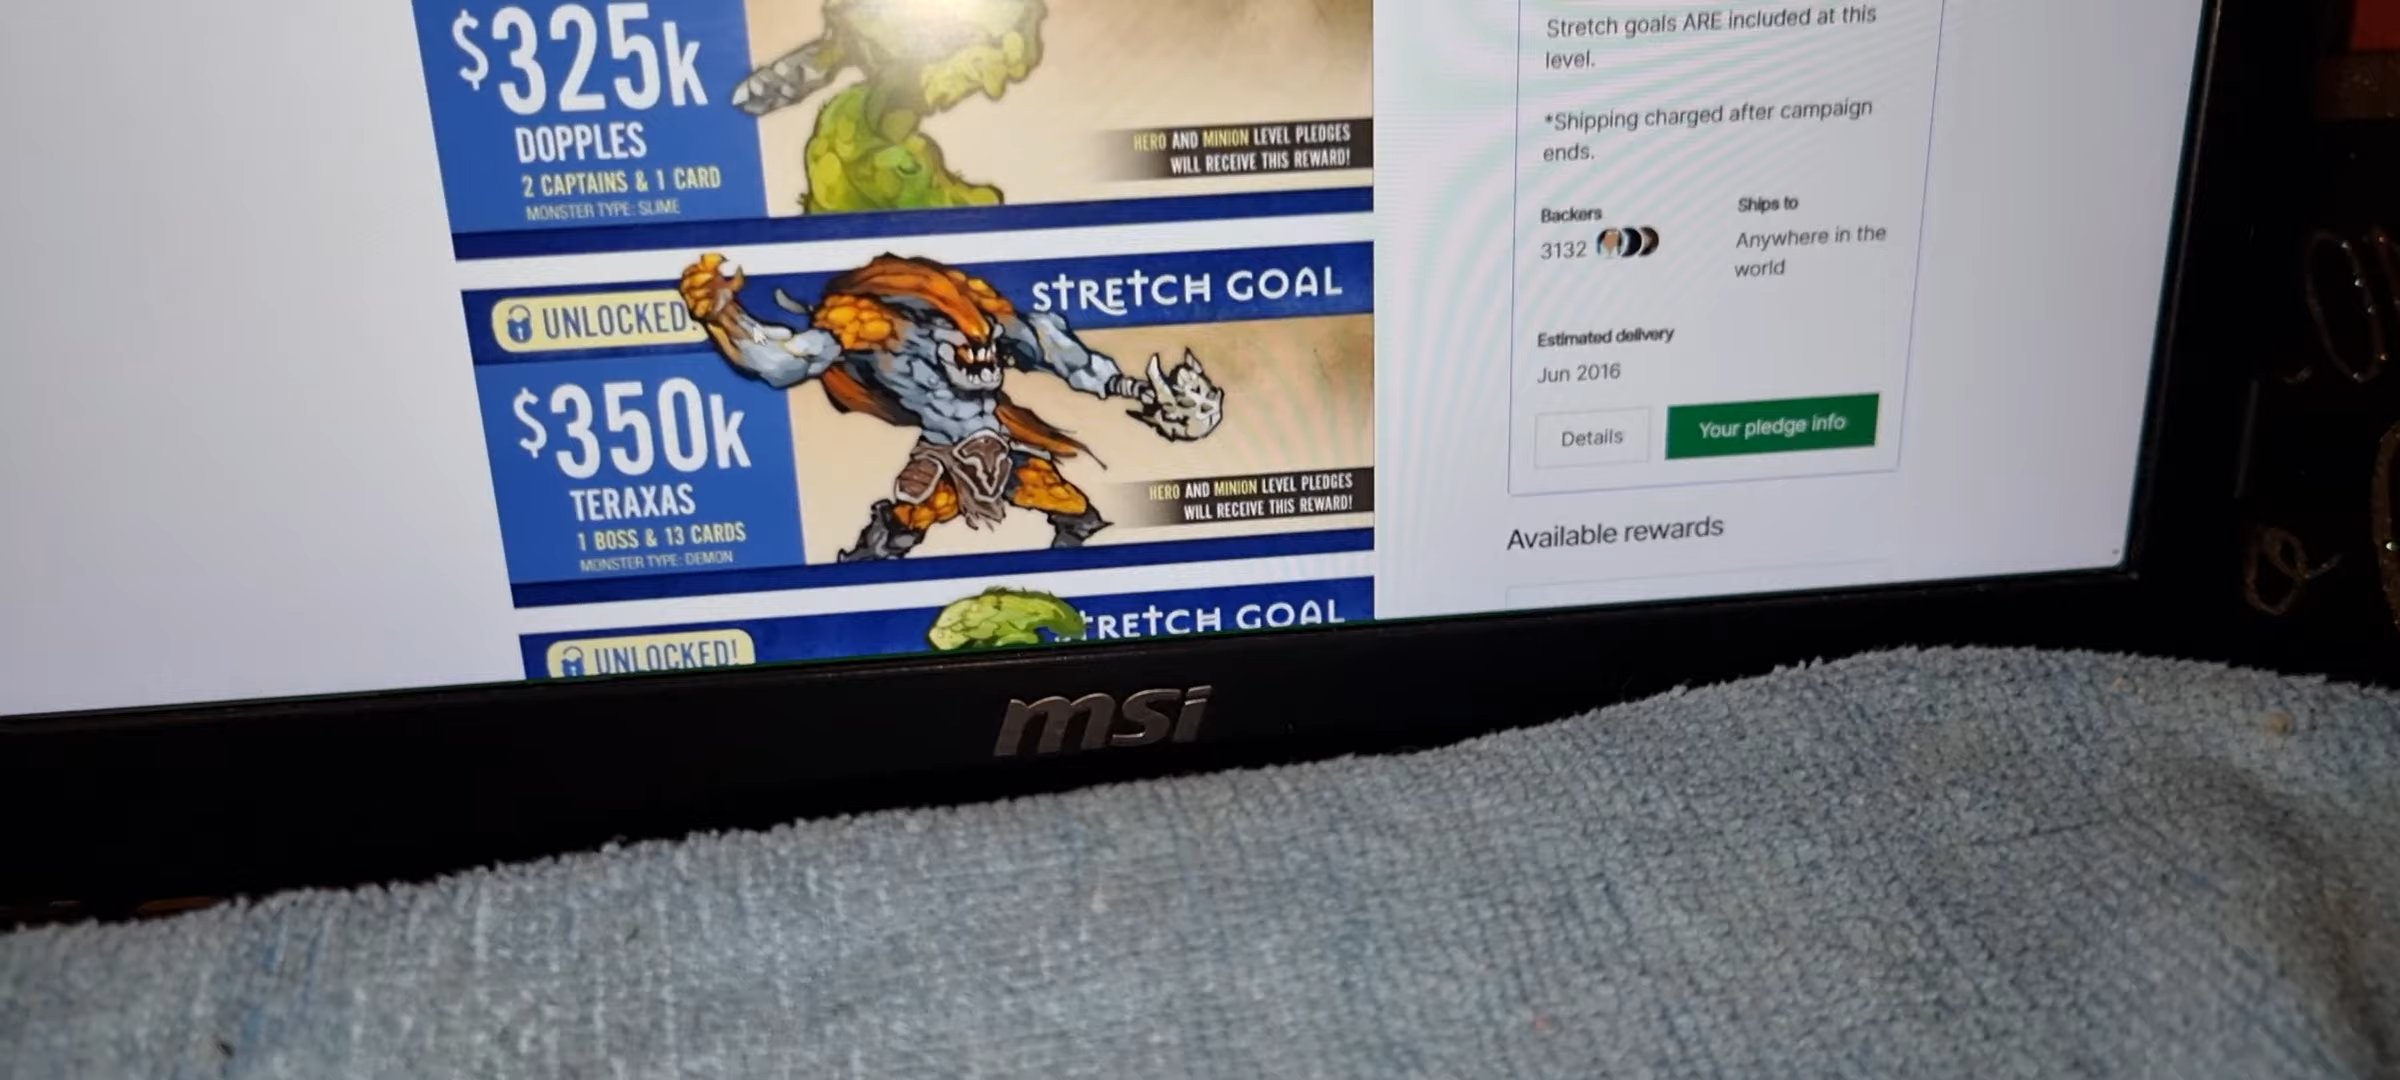 $325k
DOPPLES
2 CAPTAINS & 1 CARD
MONSTER TYPE: SLIME
HERO AND MINION LEVEL PLEDGES
WILL RECEIVE THIS REWARD!
UNLOCKED!
STRETCH GOAL
$350k
TERAXAS
1 BOSS & 13 CARDS
MONSTER TYPE: DEMON
HERO AND MINION LEVEL PLEDGES
WILL RECEIVE THIS REWARD!
UNLOCKED!
TRETCH GOAL
Stretch goals ARE included at this
level.
*Shipping charged after campaign
ends.
Backers
3132
Ships to
Anywhere in the
world
Estimated delivery
Jun 2016
Details
Your pledge info
Available rewards
msi